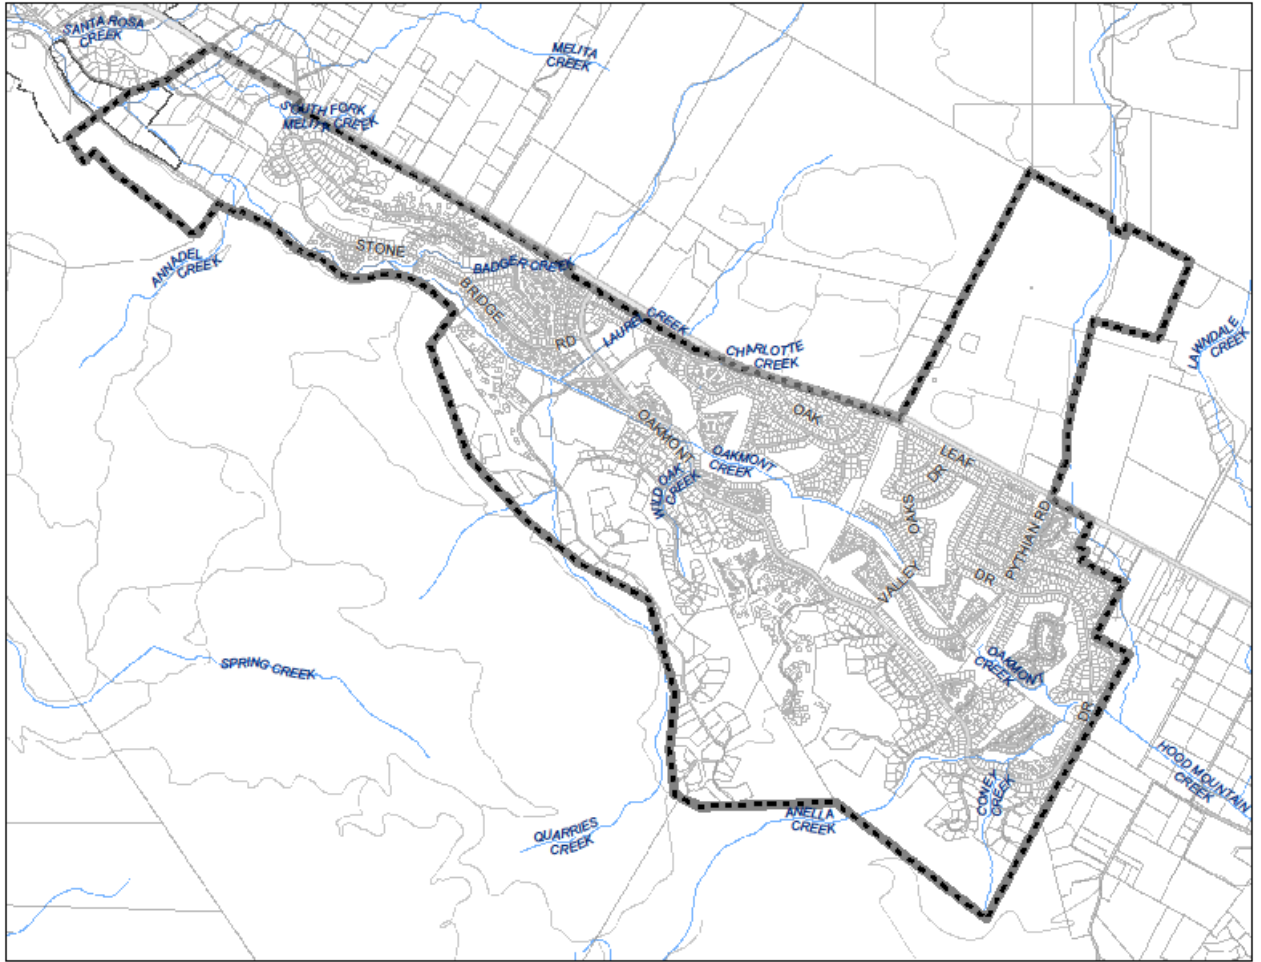 SANTA ROSA
CREEK
MELITA
CREEK
SOUTH FORK
MELITA CREEK
STONE
BADGER CREEK
ANNADEL
CREEK
BRIDGE
RD
LAUREL CREEK
CHARLOTTE
CREEK
LAWNDALE
CREEK
OAK
OAKMONT
OAKMONT
CREEK
LEAF
DR
WILD OAK
CREEK
OAKS
PYTHIAN RD
DR
VALLEY
SPRING CREEK
OAKMONT
CREEK
DR
HOOD MOUNTAIN
CREEK
CONEY
CREEK
ANELLA
CREEK
QUARRIES
CREEK